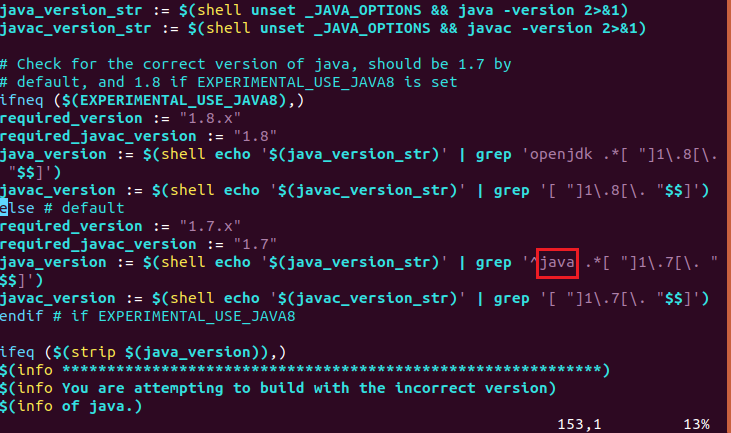 java_version_str := $(shell unset _JAVA_OPTIONS && java -version 2>&1)
javac_version_str := $(shell unset _JAVA_OPTIONS && javac -version 2>&1)
# Check for the correct version of java, should be 1.7 by
# default, and 1.8 if EXPERIMENTAL_USE_JAVA8 is set
ifneq ($(EXPERIMENTAL_USE_JAVA8),)
required_version := "1.8.x"
required_javac_version := "1.8"
java_version := $(shell echo '$(java_version_str)' | grep 'openjdk .*[ "]1\.8[\.
 "$$]')
javac_version := $(shell echo '$(javac_version_str)' | grep '[ "]1\.8[\. "$$]')
else # default
required_version := "1.7.x"
required_javac_version := "1.7"
java_version := $(shell echo '$(java_version_str)' | grep '^java .*[ "]1\.7[\. "
$$]')
javac_version := $(shell echo '$(javac_version_str)' | grep '[ "]1\.7[\. "$$]')
endif # if EXPERIMENTAL_USE_JAVA8
ifeq ($(strip $(java_version)),)
$(info ************************************************************)
$(info You are attempting to build with the incorrect version)
$(info of java.)
153,1 13%